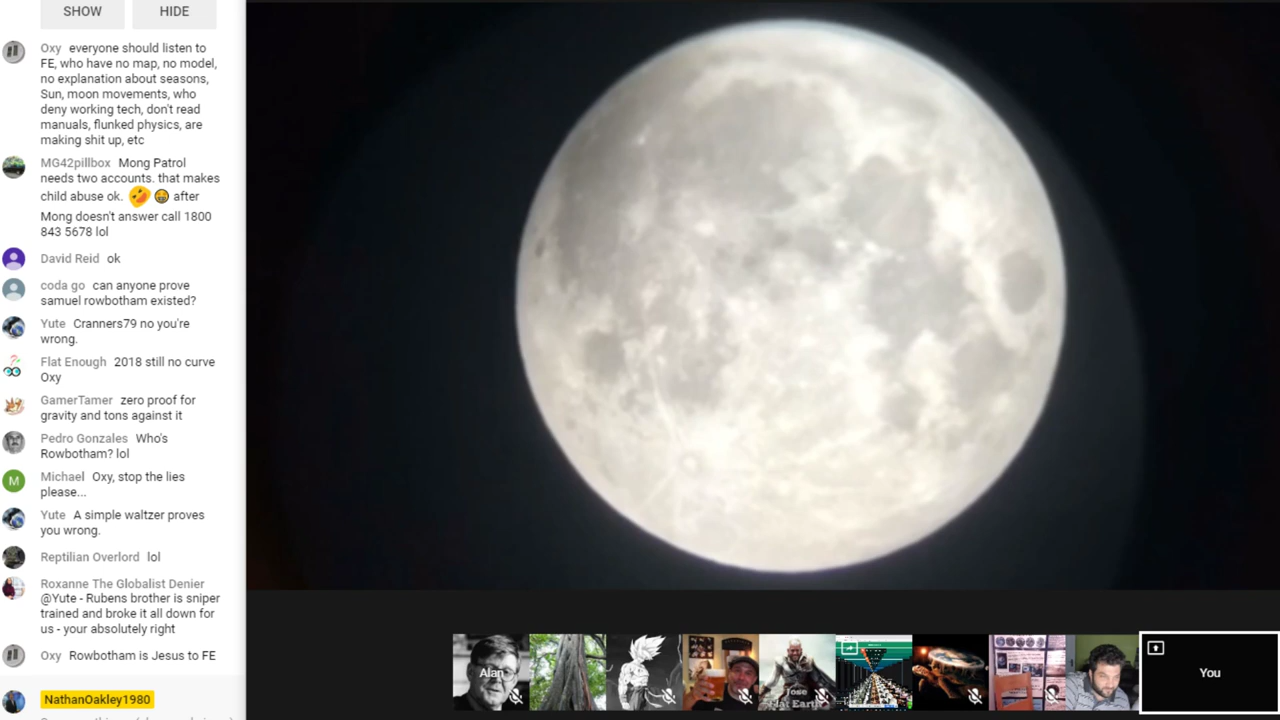 SHOW HIDE
Oxy everyone should listen to
FE, who have no map, no model,
no explanation about seasons,
Sun, moon movements, who
deny working tech, don't read
manuals, flunked physics, are
making shit up, etc
MG42pillbox Mong Patrol
needs two accounts. that makes
child abuse ok. 🤣 😁 after
Mong doesn't answer call 1800
843 5678 lol
David Reid ok
coda go can anyone prove
samuel rowbotham existed?
Yute Cranners79 no you're
wrong.
Flat Enough 2018 still no curve
Oxy
GamerTamer zero proof for
gravity and tons against it
Pedro Gonzales Who's
Rowbotham? lol
M
Michael Oxy, stop the lies
please...
Yute A simple waltzer proves
you wrong.
Reptilian Overlord lol
Roxanne The Globalist Denier
@Yute - Rubens brother is sniper
trained and broke it all down for
us - your absolutely right
Oxy Rowbotham is Jesus to FE
NathanOakley1980
Alan
Jose
Flat Earth
You